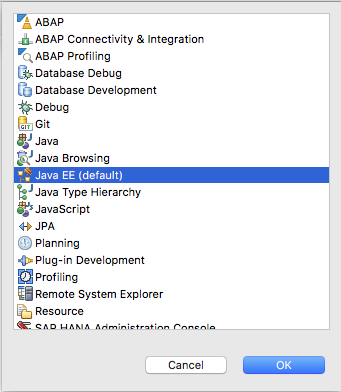 ABAP
ABAP Connectivity & Integration
ABAP Profiling
Database Debug
Database Development
Debug
GIT Git
Java
Java Browsing
Java EE (default)
Java Type Hierarchy
JavaScript
JPA
Planning
Plug-in Development
Profiling
Remote System Explorer
Resource
SAP HANA Administration Console
Cancel OK